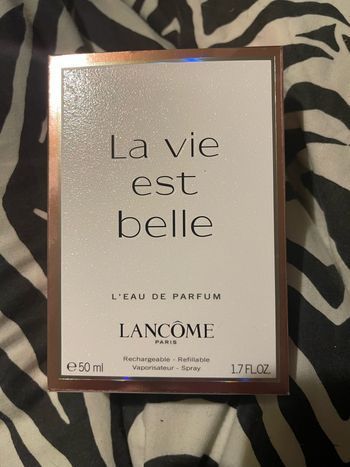 La vie
est
belle
L'EAU DE PARFUM
LANCÔME
PARIS
Rechargeable - Refillable
Vaporisateur - Spray
℮ 50 ml 1.7 FL.OZ.